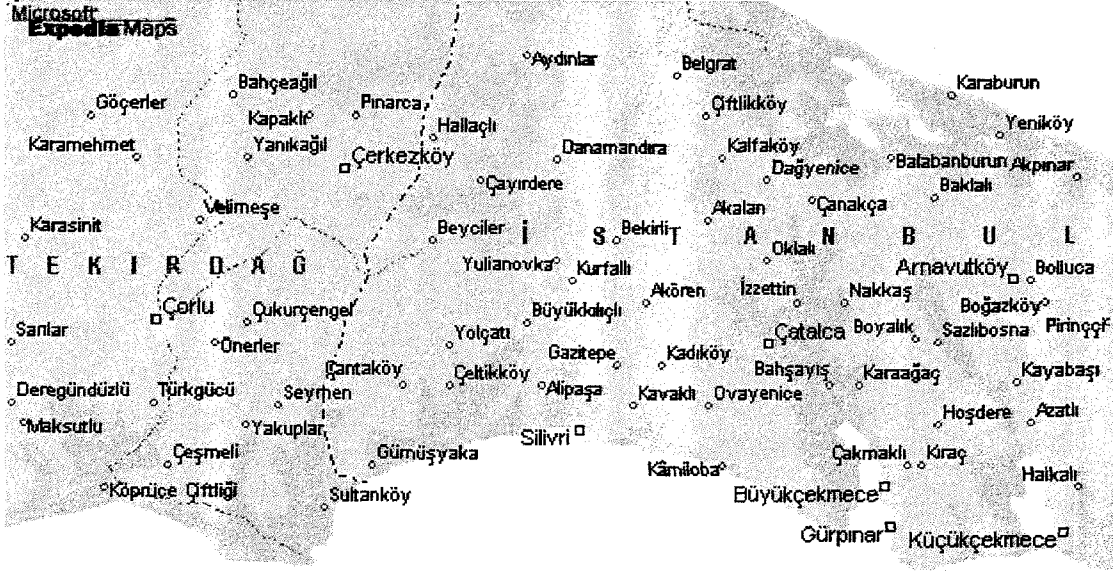 Microsoft
Expedia Maps
Aydınlar
Belgrat
Bahçeağıl
Karaburun
Göçerler
Kapaklı
Pınarca
Çiftlikköy
Hallaçlı
Yeniköy
Karamehmet
Yanıkağıl
Çerkezköy
Danamandıra
Kalfaköy
Balabanburun
Akpınar
Dağyenice
Çayırdere
Baklalı
Çanakça
Velimeşe
Karasinit
Akalan
Beyciler
Bekirli
İSTANBUL
Oklalı
TEKİRDAĞ
Yulianovka
Kurfallı
Arnavutköy
Bolluca
Çorlu
Çukurçengel
Akören
İzzettin
Nakkaş
Boğazköy
Büyükkılıçlı
Sarılar
Önerler
Yolçatı
Çatalca
Boyalık
Sazlıbosna
Gazitepe
Kadıköy
Çantaköy
Çeltikköy
Bahşayış
Karaağaç
Kayabaşı
Deregündüzlü
Türkgücü
Seymen
Alipaşa
Kavaklı
Ovayenice
Maksutlu
Yakuplar
Hoşdere
Azatlı
Silivri
Çeşmeli
Gümüşyaka
Kâmiloba
Çakmaklı
Kıraç
Halkalı
Köprüce Çiftliği
Sultanköy
Büyükçekmece
Gürpınar
Küçükçekmece